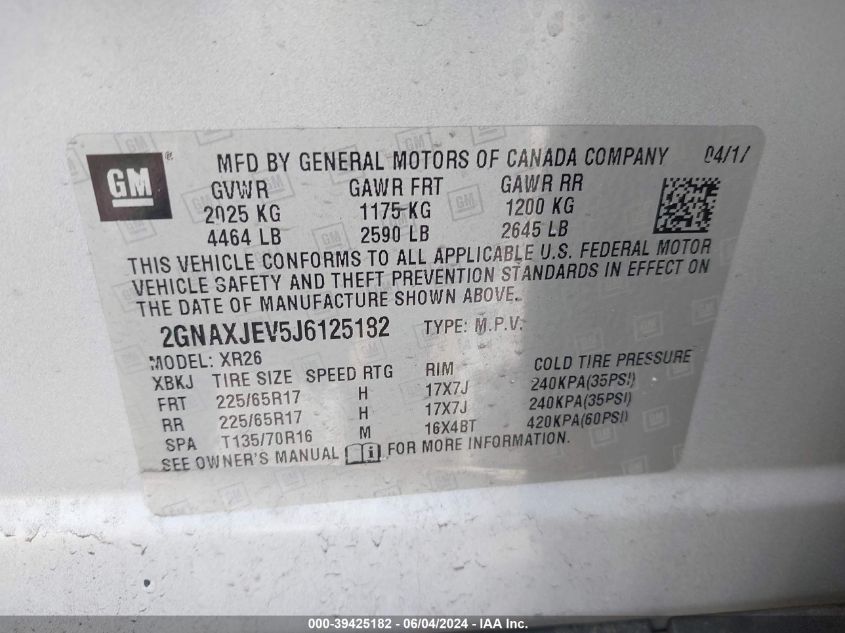 GM® MFD BY GENERAL MOTORS OF CANADA COMPANY 04/17
GVWR GAWR FRT GAWR RR
2025 KG 1175 KG 1200 KG
4464 LB 2590 LB 2645 LB
THIS VEHICLE CONFORMS TO ALL APPLICABLE U.S. FEDERAL MOTOR
VEHICLE SAFETY AND THEFT PREVENTION STANDARDS IN EFFECT ON
THE DATE OF MANUFACTURE SHOWN ABOVE.
2GNAXJEV5J6125182 TYPE: M.P.V.
MODEL: XR26
XBKJ TIRE SIZE SPEED RTG RIM COLD TIRE PRESSURE
FRT 225/65R17 H 17X7J 240KPA(35PSI)
RR 225/65R17 H 17X7J 240KPA(35PSI)
SPA T135/70R16 M 16X4BT 420KPA(60PSI)
SEE OWNER'S MANUAL FOR MORE INFORMATION.
000-39425182 - 06/04/2024 - IAA Inc.